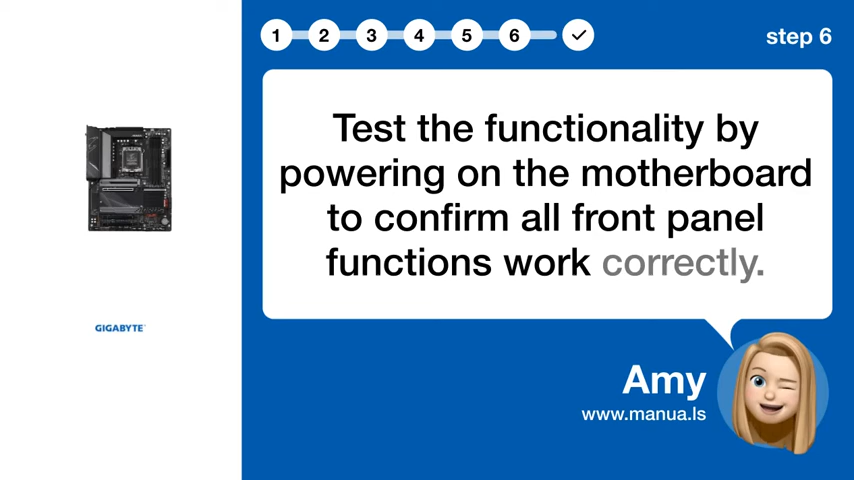 1 2 3 4 5 6
step 6
Test the functionality by
powering on the motherboard
to confirm all front panel
functions work correctly.
GIGABYTE
Amy
www.manua.ls